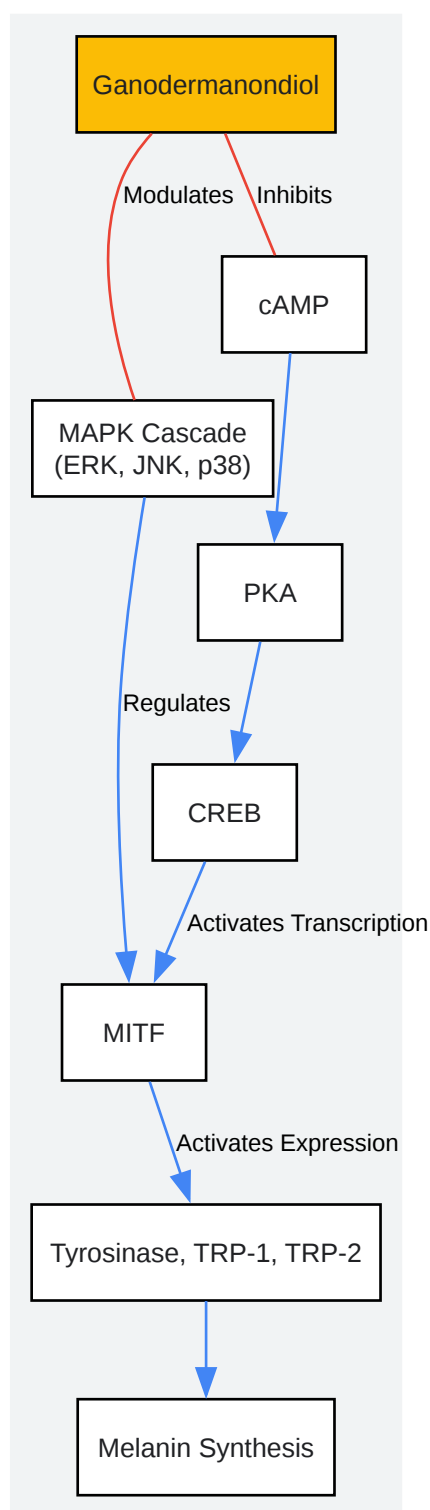 Ganodermanondiol
Modulates
Inhibits
cAMP
MAPK Cascade
(ERK, JNK, p38)
PKA
Regulates
CREB
Activates Transcription
MITF
Activates Expression
Tyrosinase, TRP-1, TRP-2
Melanin Synthesis